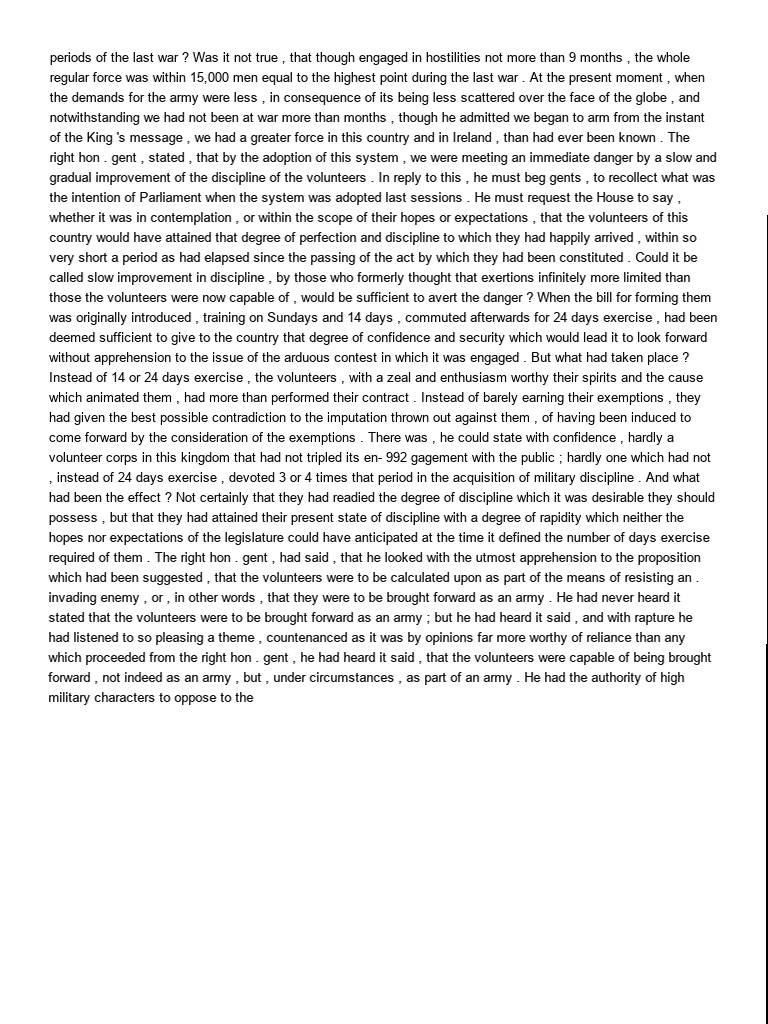 periods of the last war ? Was it not true , that though engaged in hostilities not more than 9 months , the whole
regular force was within 15,000 men equal to the highest point during the last war . At the present moment , when
the demands for the army were less , in consequence of its being less scattered over the face of the globe , and
notwithstanding we had not been at war more than months , though he admitted we began to arm from the instant
of the King 's message , we had a greater force in this country and in Ireland , than had ever been known . The
right hon . gent , stated , that by the adoption of this system , we were meeting an immediate danger by a slow and
gradual improvement of the discipline of the volunteers . In reply to this , he must beg gents , to recollect what was
the intention of Parliament when the system was adopted last sessions . He must request the House to say ,
whether it was in contemplation , or within the scope of their hopes or expectations , that the volunteers of this
country would have attained that degree of perfection and discipline to which they had happily arrived , within so
very short a period as had elapsed since the passing of the act by which they had been constituted . Could it be
called slow improvement in discipline , by those who formerly thought that exertions infinitely more limited than
those the volunteers were now capable of , would be sufficient to avert the danger ? When the bill for forming them
was originally introduced , training on Sundays and 14 days , commuted afterwards for 24 days exercise , had been
deemed sufficient to give to the country that degree of confidence and security which would lead it to look forward
without apprehension to the issue of the arduous contest in which it was engaged . But what had taken place ?
Instead of 14 or 24 days exercise , the volunteers , with a zeal and enthusiasm worthy their spirits and the cause
which animated them , had more than performed their contract . Instead of barely earning their exemptions , they
had given the best possible contradiction to the imputation thrown out against them , of having been induced to
come forward by the consideration of the exemptions . There was , he could state with confidence , hardly a
volunteer corps in this kingdom that had not tripled its en- 992 gagement with the public ; hardly one which had not
, instead of 24 days exercise , devoted 3 or 4 times that period in the acquisition of military discipline . And what
had been the effect ? Not certainly that they had readied the degree of discipline which it was desirable they should
possess , but that they had attained their present state of discipline with a degree of rapidity which neither the
hopes nor expectations of the legislature could have anticipated at the time it defined the number of days exercise
required of them . The right hon . gent , had said , that he looked with the utmost apprehension to the proposition
which had been suggested , that the volunteers were to be calculated upon as part of the means of resisting an .
invading enemy , or , in other words , that they were to be brought forward as an army . He had never heard it
stated that the volunteers were to be brought forward as an army ; but he had heard it said , and with rapture he
had listened to so pleasing a theme , countenanced as it was by opinions far more worthy of reliance than any
which proceeded from the right hon . gent , he had heard it said , that the volunteers were capable of being brought
forward , not indeed as an army , but , under circumstances , as part of an army . He had the authority of high
military characters to oppose to the